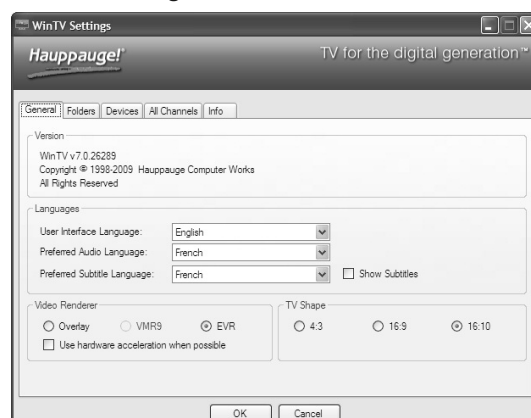 WinTV Settings
Hauppauge!
TV for the digital generation™
General Folders Devices All Channels Info
Version
WinTV v7.0.26289
Copyright © 1998-2009 Hauppauge Computer Works
All Rights Reserved
Languages
User Interface Language: English
Preferred Audio Language: French
Preferred Subtitle Language: French Show Subtitles
Video Renderer
Overlay VMR9 EVR
Use hardware acceleration when possible
TV Shape
4:3 16:9 16:10
OK Cancel